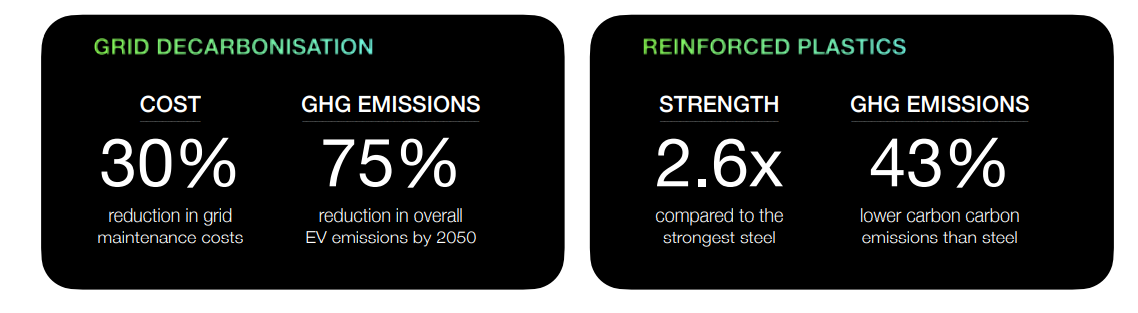 GRID DECARBONISATION
COST
30%
reduction in grid
maintenance costs
GHG EMISSIONS
75%
reduction in overall
EV emissions by 2050
REINFORCED PLASTICS
STRENGTH
2.6x
compared to the
strongest steel
GHG EMISSIONS
43%
lower carbon carbon
emissions than steel